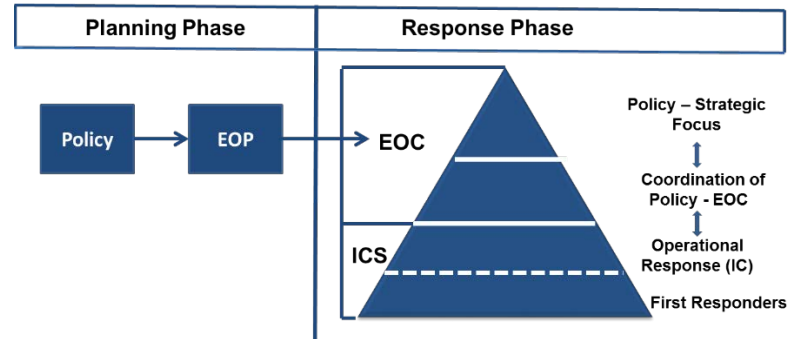 Planning Phase
Response Phase
Policy
EOP
EOC
ICS
Policy – Strategic
Focus
Coordination of
Policy - EOC
Operational
Response (IC)
First Responders